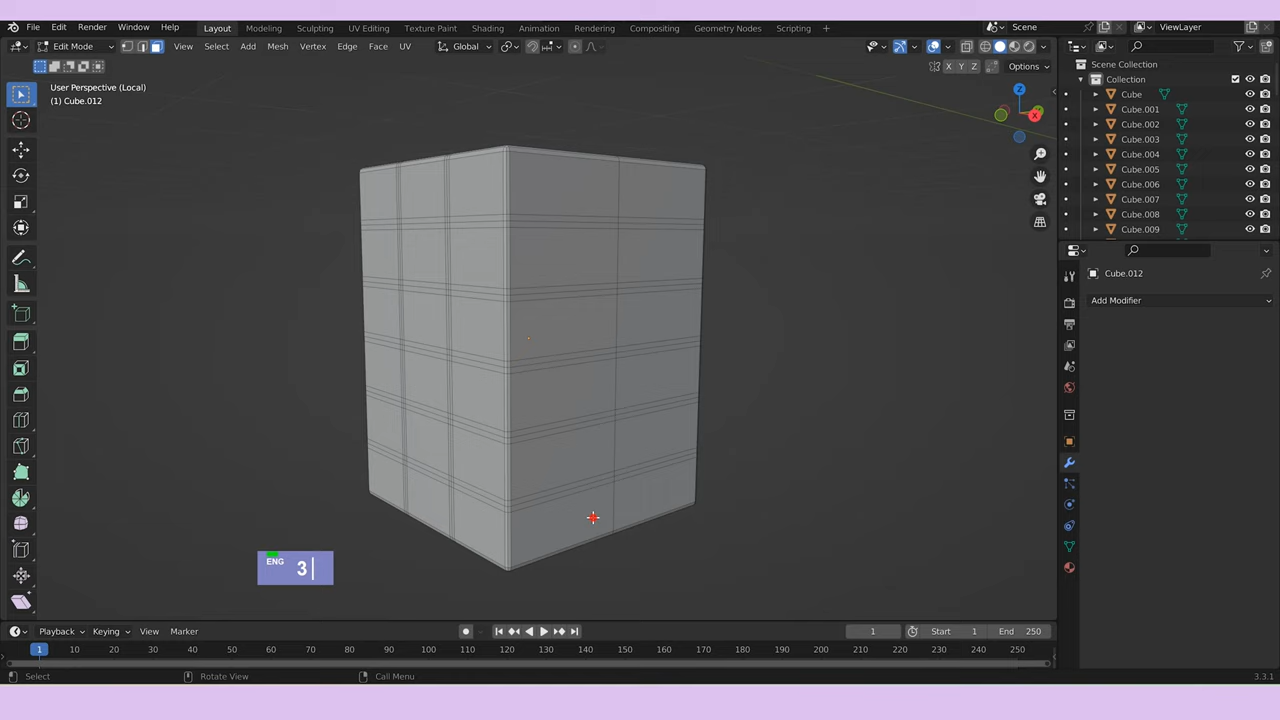 File Edit Render Window Help Layout Modeling Sculpting UV Editing Texture Paint Shading Animation Rendering Compositing Geometry Nodes Scripting + Scene ViewLayer
Edit Mode View Select Add Mesh Vertex Edge Face UV Global
X Y Z Options
User Perspective (Local)
(1) Cube.012
Z
X
Scene Collection
Collection
Cube
Cube.001
Cube.002
Cube.003
Cube.004
Cube.005
Cube.006
Cube.007
Cube.008
Cube.009
Cube.012
Add Modifier
ENG 3
Playback Keying View Marker 1 Start 1 End 250
1 10 20 30 40 50 60 70 80 90 100 110 120 130 140 150 160 170 180 190 200 210 220 230 240 250
Select Rotate View Call Menu 3.3.1